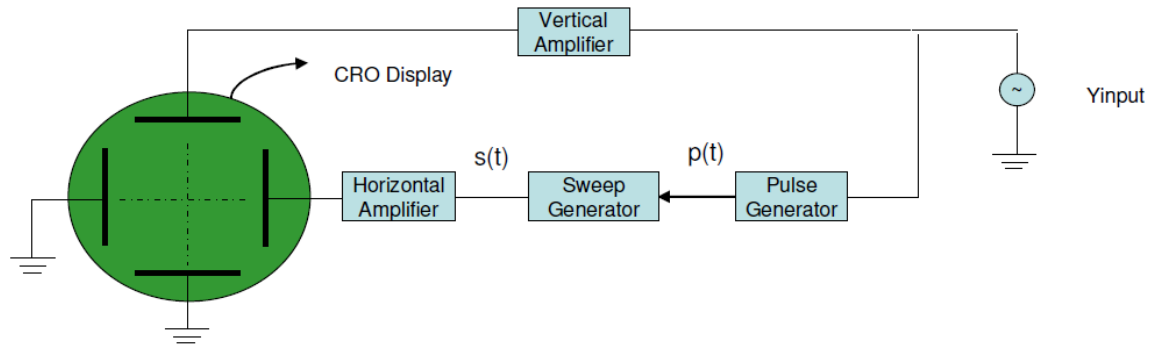 Vertical
Amplifier
CRO Display
~
Yinput
s(t)
p(t)
Horizontal
Amplifier
Sweep
Generator
Pulse
Generator